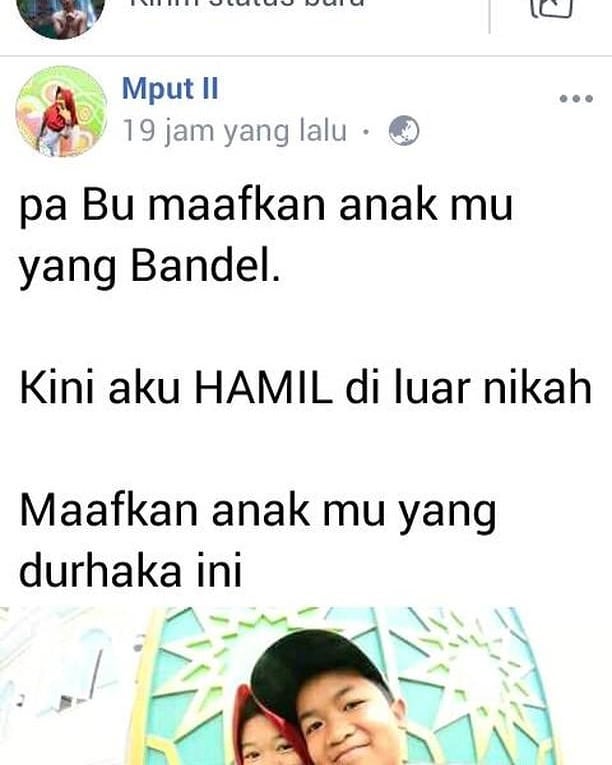 Kirim status baru
Mput II
19 jam yang lalu ·
pa Bu maafkan anak mu
yang Bandel.
Kini aku HAMIL di luar nikah
Maafkan anak mu yang
durhaka ini